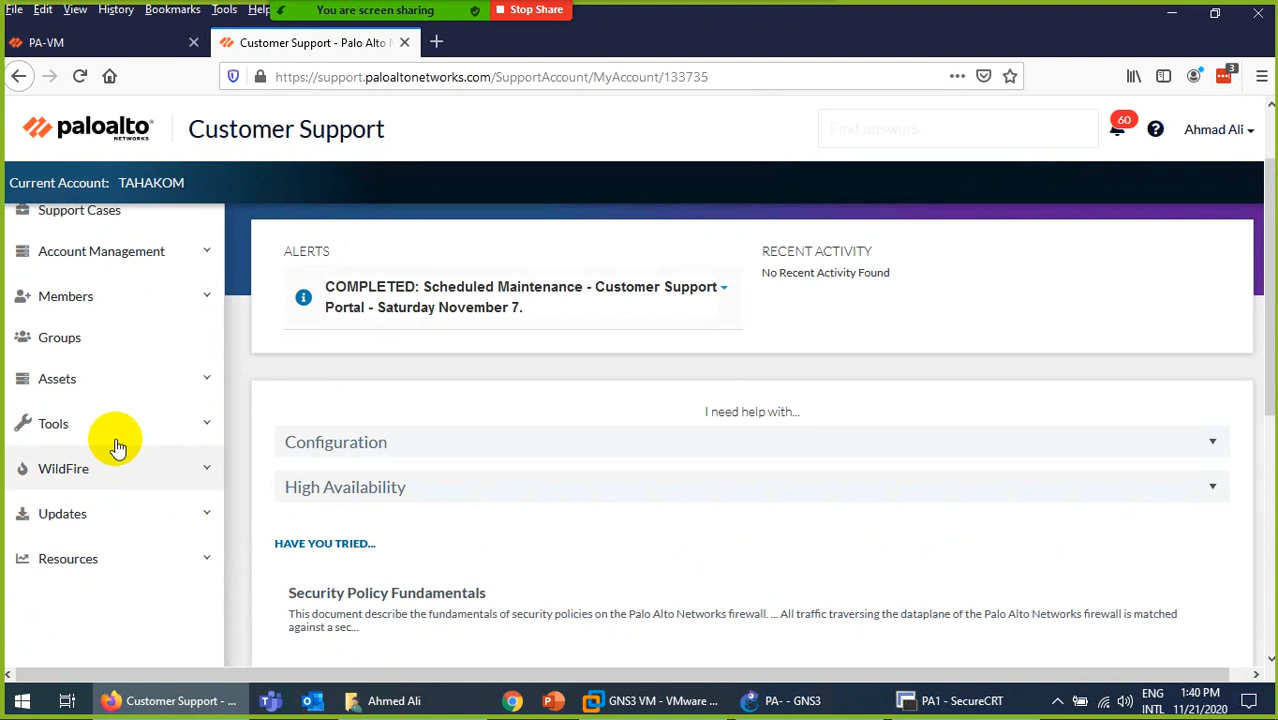 File Edit View History Bookmarks Tools Help
You are screen sharing
Stop Share
PA-VM
Customer Support - Palo Alto N
https://support.paloaltonetworks.com/SupportAccount/MyAccount/133735
3
paloalto
NETWORKS
Customer Support
Find answers
60
Ahmad Ali
Current Account: TAHAKOM
Support Cases
Account Management
Members
Groups
Assets
Tools
WildFire
Updates
Resources
ALERTS
COMPLETED: Scheduled Maintenance - Customer Support
Portal - Saturday November 7.
RECENT ACTIVITY
No Recent Activity Found
I need help with...
Configuration
High Availability
HAVE YOU TRIED...
Security Policy Fundamentals
This document describe the fundamentals of security policies on the Palo Alto Networks firewall. ... All traffic traversing the dataplane of the Palo Alto Networks firewall is matched
against a sec...
Customer Support - ...
Ahmed Ali
GNS3 VM - VMware ...
PA- - GNS3
PA1 - SecureCRT
ENG
INTL
1:40 PM
11/21/2020